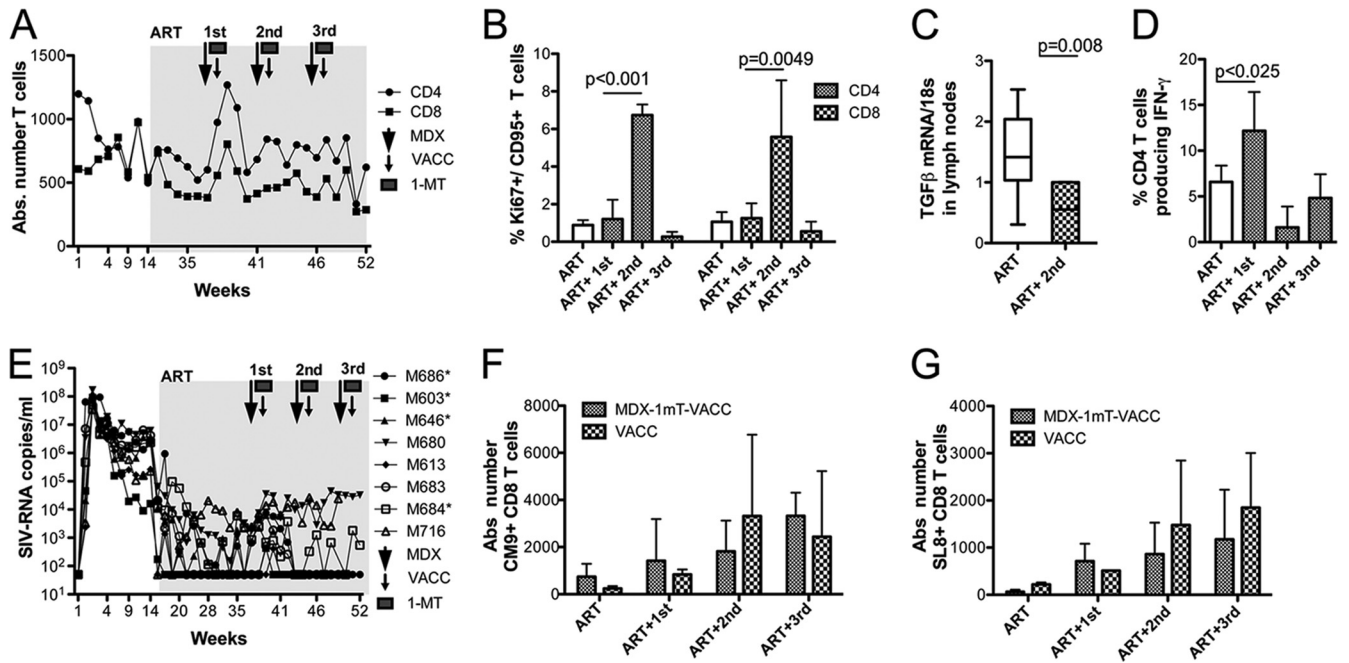 A
ART
1st
2nd
3rd
Abs. number T cells
1500
1000
500
0
1
4
9
14
35
41
46
52
Weeks
CD4
CD8
MDX
VACC
1-MT
B
% Ki67+/ CD95+ T cells
10
8
6
4
2
0
p<0.001
p=0.0049
CD4
CD8
ART
ART+ 1st
ART+ 2nd
ART+ 3rd
ART
ART+ 1st
ART+ 2nd
ART+ 3rd
C
p=0.008
TGFβ mRNA/18s
in lymph nodes
3
2
1
0
ART
ART+ 2nd
D
p<0.025
% CD4 T cells
producing IFN-γ
20
15
10
5
0
ART
ART+ 1st
ART+ 2nd
ART+ 3nd
E
ART
1st
2nd
3rd
SIV-RNA copies/ml
10⁹
10⁸
10⁷
10⁶
10⁵
10⁴
10³
10²
10¹
1
4
9
14
20
28
35
41
46
52
Weeks
M686*
M603*
M646*
M680
M613
M683
M684*
M716
MDX
VACC
1-MT
F
Abs number
CM9+ CD8 T cells
8000
6000
4000
2000
0
MDX-1mT-VACC
VACC
ART
ART+1st
ART+2nd
ART+3rd
G
Abs number
SL8+ CD8 T cells
4000
3000
2000
1000
0
MDX-1mT-VACC
VACC
ART
ART+1st
ART+2nd
ART+3rd